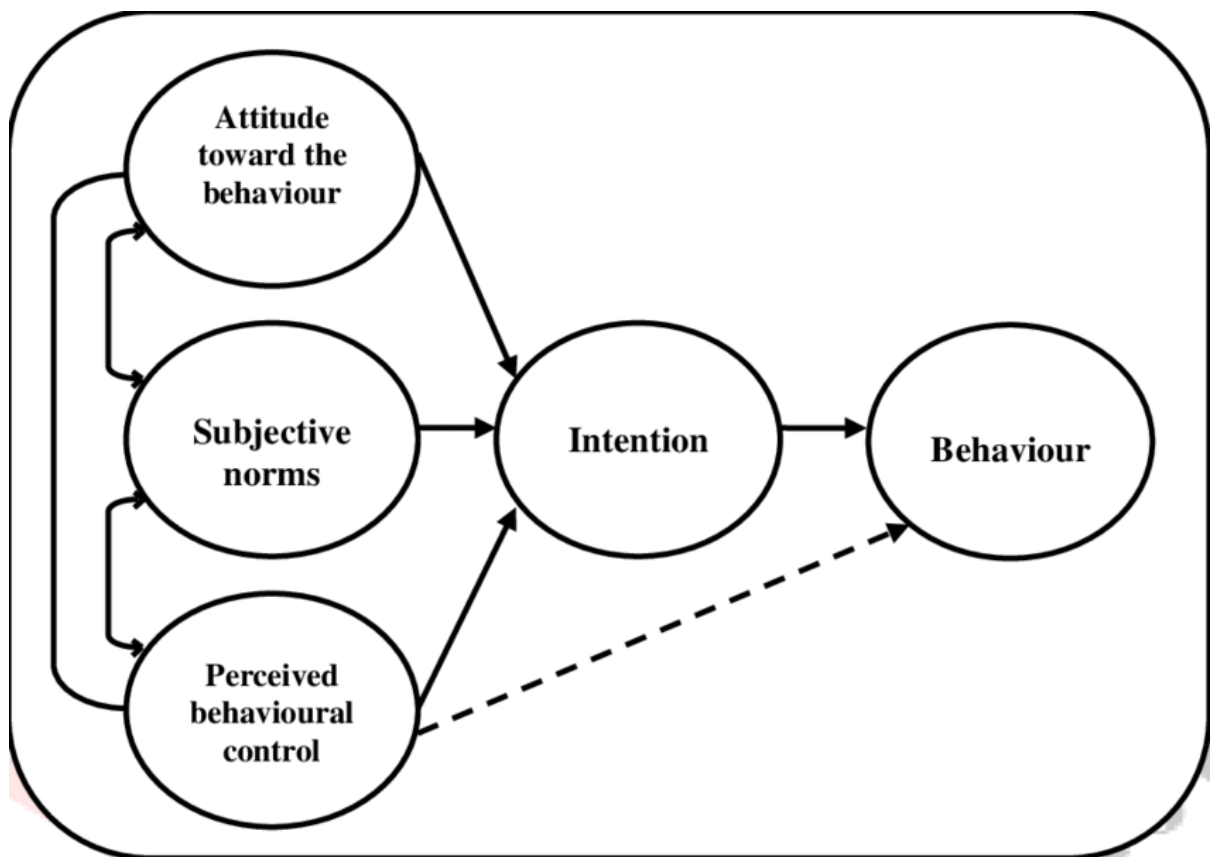 Attitude
toward the
behaviour
Subjective
norms
Intention
Behaviour
Perceived
behavioural
control